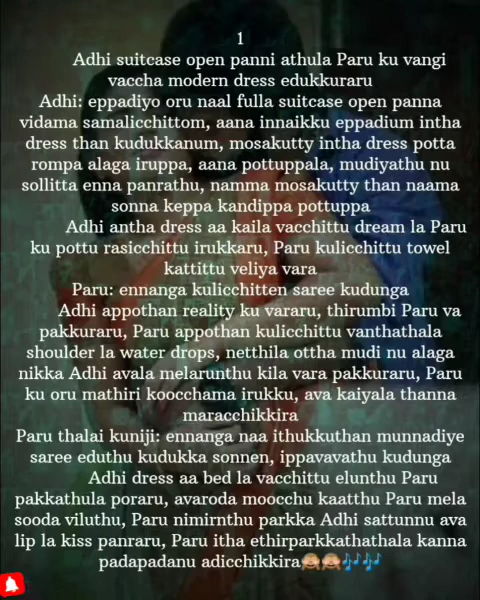 1
Adhi suitcase open panni athula Paru ku vangi
vaccha modern dress edukkuraru
Adhi: eppadiyo oru naal fulla suitcase open panna
vidama samalicchittom, aana innaikku eppadium intha
dress than kudukkanum, mosakutty intha dress potta
rompa alaga iruppa, aana pottuppala, mudiyathu nu
sollitta enna panrathu, namma mosakutty than naama
sonna keppa kandippa pottuppa
Adhi antha dress aa kaila vacchittu dream la Paru
ku pottu rasicchittu irukkaru, Paru kulicchittu towel
kattittu veliya vara
Paru: ennanga kulicchitten saree kudunga
Adhi appothan reality ku vararu, thirumbi Paru va
pakkuraru, Paru appothan kulicchittu vanthathala
shoulder la water drops, netthila ottha mudi nu alaga
nikka Adhi avala melarunthu kila vara pakkuraru, Paru
ku oru mathiri koocchama irukku, ava kaiyala thanna
maracchikkira
Paru thalai kuniji: ennanga naa ithukkuthan munnadiye
saree eduthu kudukka sonnen, ippavavathu kudunga
Adhi dress aa bed la vacchittu elunthu Paru
pakkathula poraru, avaroda moocchu kaatthu Paru mela
sooda viluthu, Paru nimirnthu parkka Adhi sattunnu ava
lip la kiss panraru, Paru itha ethirparkkathathala kanna
padapadanu adicchikkira🙈🙈🎶🎶